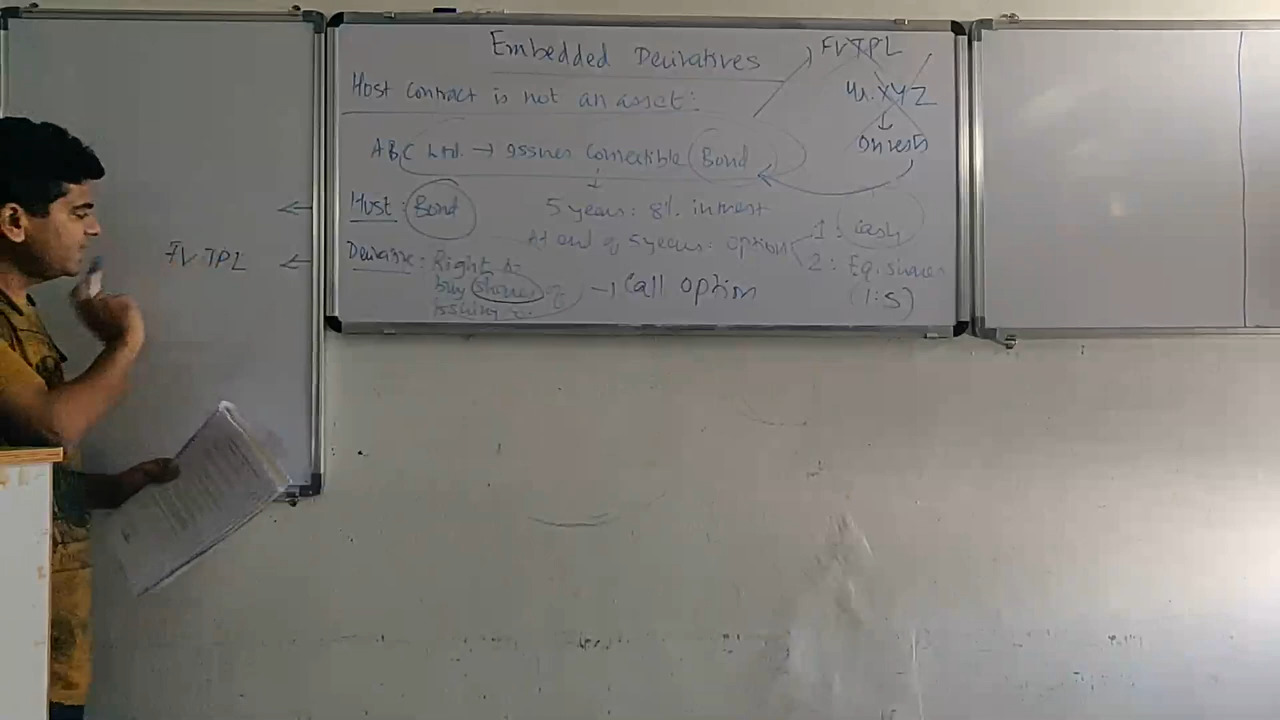 Embedded Derivatives
FVTPL
Host contract is not an asset:
Mr. XYZ
↓
Invests
ABC Ltd. → Issues Convertible Bond
↓
Host: Bond
5 years: 8% interest
At end of 5 years: option
1: Cash
2: Eq. shares
(1:5)
Derivative: Right to
buy shares of
issuing
→ Call option
FVTPL ←